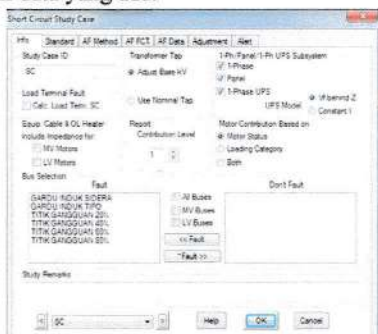 Short Circuit Study Case
Info Standard AF Method AF FCT AF Data Adjustment Alert
Study Case ID Transformer Tap 1-Ph/Panel/1-Ph UPS Subsystem
SC Adjust Base kV 1-Phase
Panel
Load Terminal Fault 1-Phase UPS
Calc. Load Term. SC Use Nominal Tap UPS Model Vf behind Z
Constant I
Equip. Cable & OL Heater Report Motor Contribution Based on
Include Impedance for: Contribution Level Motor Status
MV Motors 1 Loading Category
LV Motors Both
Bus Selection
Fault Don't Fault
GARDU INDUK SIDERA All Buses
GARDU INDUK TIPO MV Buses
TITIK GANGGUAN 20% LV Buses
TITIK GANGGUAN
TITIK GANGGUAN << Fault
TITIK GANGGUAN ~Fault >>
Study Remarks
SC Help OK Cancel